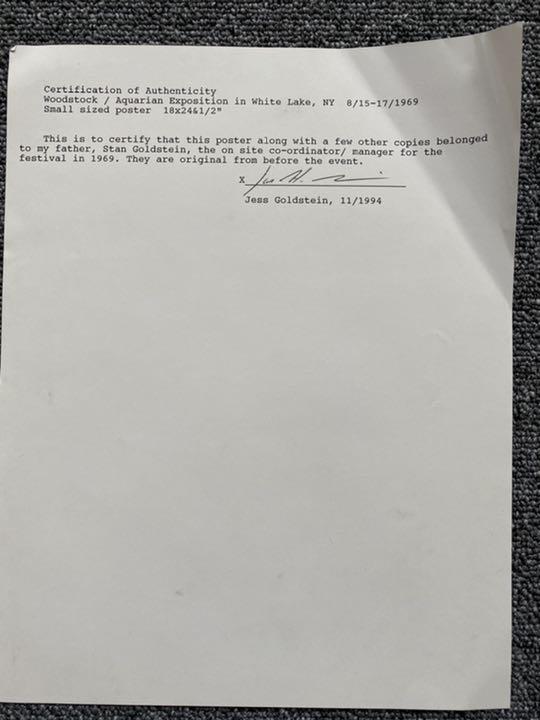 Certification of Authenticity
Woodstock / Aquarian Exposition in White Lake, NY 8/15-17/1969
Small sized poster 18x24&1/2"
This is to certify that this poster along with a few other copies belonged
to my father, Stan Goldstein, the on site co-ordinator/ manager for the
festival in 1969. They are original from before the event.
X
Jess Goldstein, 11/1994